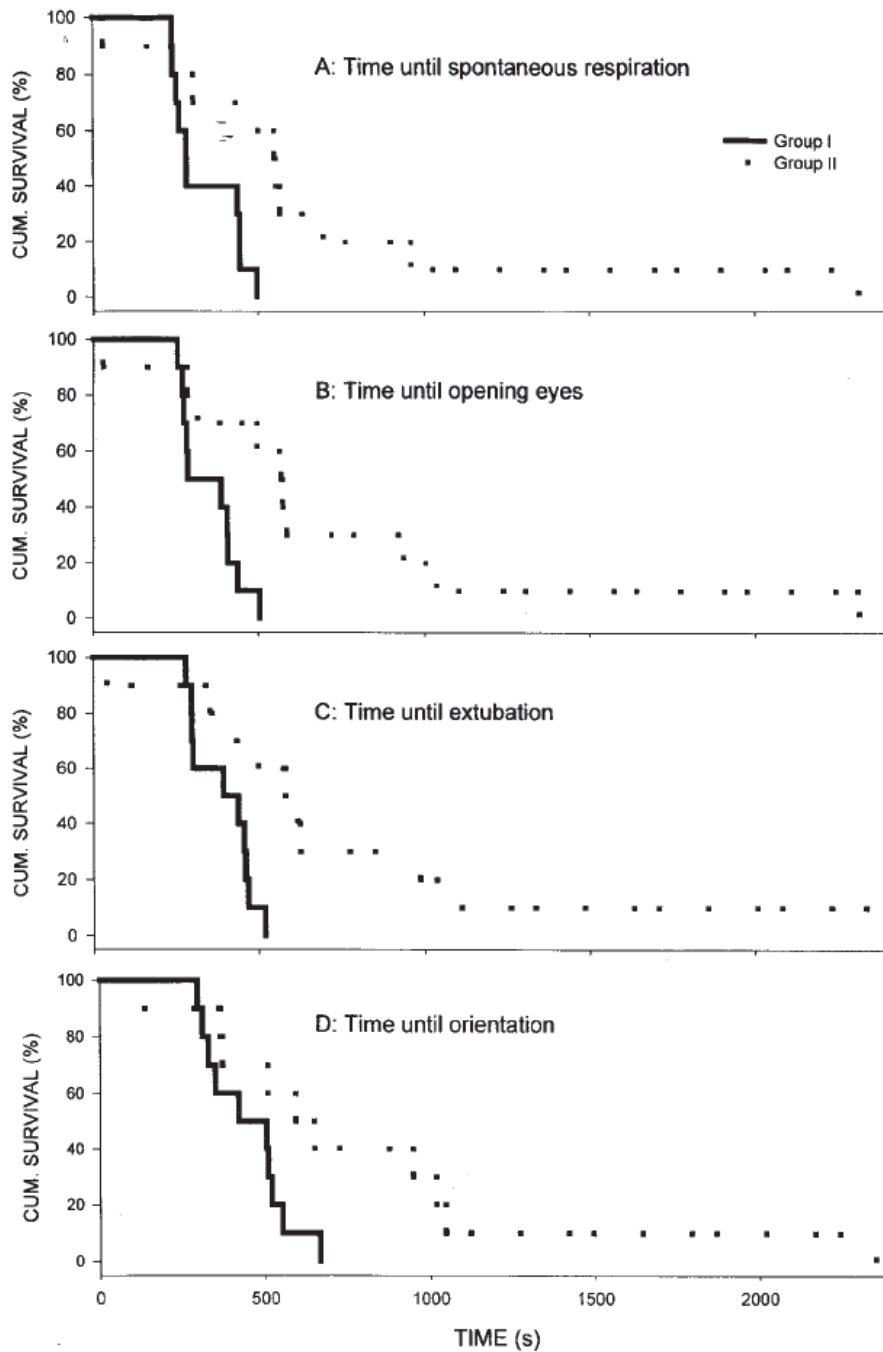 100
80
60
40
20
0
CUM. SURVIVAL (%)
A: Time until spontaneous respiration
Group I
Group II
100
80
60
40
20
0
CUM. SURVIVAL (%)
B: Time until opening eyes
100
80
60
40
20
0
CUM. SURVIVAL (%)
C: Time until extubation
100
80
60
40
20
0
CUM. SURVIVAL (%)
D: Time until orientation
0 500 1000 1500 2000
TIME (s)